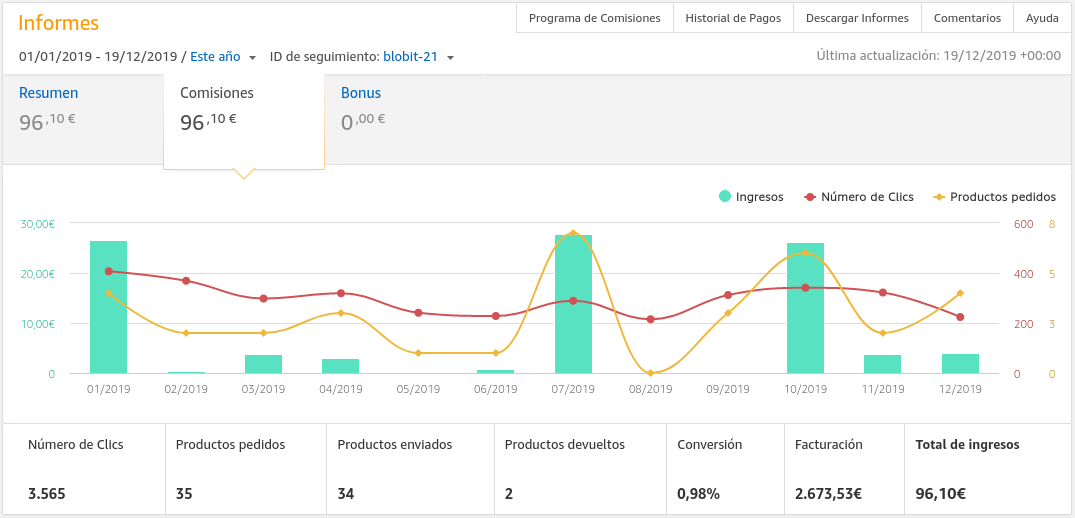 Informes
Programa de Comisiones Historial de Pagos Descargar Informes Comentarios Ayuda
01/01/2019 - 19/12/2019 / Este año ID de seguimiento: blobit-21
Última actualización: 19/12/2019 +00:00
Resumen Comisiones Bonus
96,10 € 96,10 € 0,00 €
Ingresos Número de Clics Productos pedidos
30,00€ 600 8
20,00€ 400 5
10,00€ 200 3
0 0 0
01/2019 02/2019 03/2019 04/2019 05/2019 06/2019 07/2019 08/2019 09/2019 10/2019 11/2019 12/2019
Número de Clics Productos pedidos Productos enviados Productos devueltos Conversión Facturación Total de ingresos
3.565 35 34 2 0,98% 2.673,53€ 96,10€